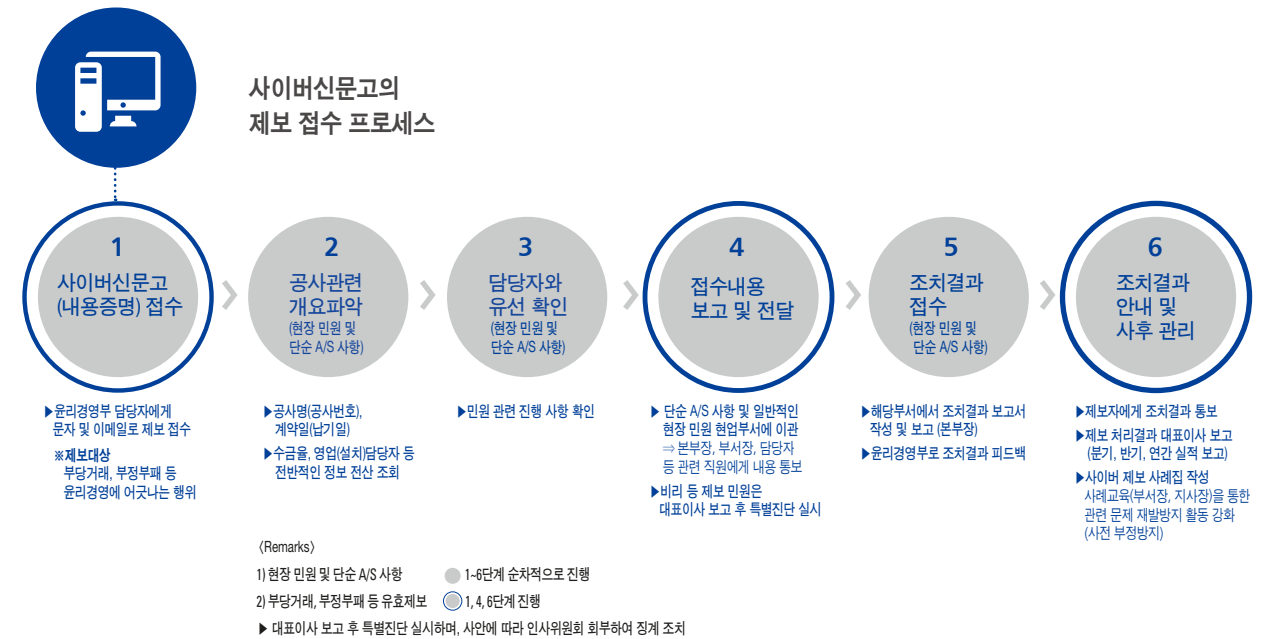 사이버신문고의
제보 접수 프로세스
1
사이버신문고
(내용증명) 접수
▶윤리경영부 담당자에게
문자 및 이메일로 제보 접수
※제보대상
부당거래, 부정부패 등
윤리경영에 어긋나는 행위
2
공사관련
개요파악
(현장 민원 및
단순 A/S 사항)
▶공사명(공사번호),
계약일(납기일)
▶수금율, 영업(설치)담당자 등
전반적인 정보 전산 조회
3
담당자와
유선 확인
(현장 민원 및
단순 A/S 사항)
▶민원 관련 진행 사항 확인
4
접수내용
보고 및 전달
▶ 단순 A/S 사항 및 일반적인
현장 민원 현업부서에 이관
⇒ 본부장, 부서장, 담당자
등 관련 직원에게 내용 통보
▶비리 등 제보 민원은
대표이사 보고 후 특별진단 실시
5
조치결과
접수
(현장 민원 및
단순 A/S 사항)
▶해당부서에서 조치결과 보고서
작성 및 보고 (본부장)
▶윤리경영부로 조치결과 피드백
6
조치결과
안내 및
사후 관리
▶제보자에게 조치결과 통보
▶제보 처리결과 대표이사 보고
(분기, 반기, 연간 실적 보고)
▶사이버 제보 사례집 작성
사례교육(부서장, 지사장)을 통한
관련 문제 재발방지 활동 강화
(사전 부정방지)
〈Remarks〉
1) 현장 민원 및 단순 A/S 사항 1~6단계 순차적으로 진행
2) 부당거래, 부정부패 등 유효제보 1, 4, 6단계 진행
▶ 대표이사 보고 후 특별진단 실시하며, 사안에 따라 인사위원회 회부하여 징계 조치